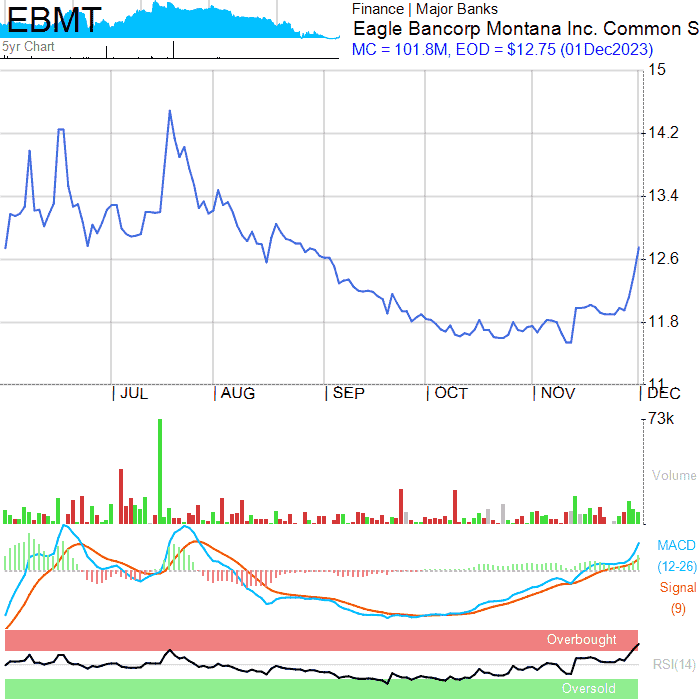 EBMT
Finance | Major Banks
Eagle Bancorp Montana Inc. Common S
MC = 101.8M, EOD = $12.75 (01Dec2023)
5yr Chart
15
14.2
13.4
12.6
11.8
11
JUL AUG SEP OCT NOV DEC
73k
Volume
MACD
(12-26)
Signal
(9)
Overbought
RSI(14)
Oversold